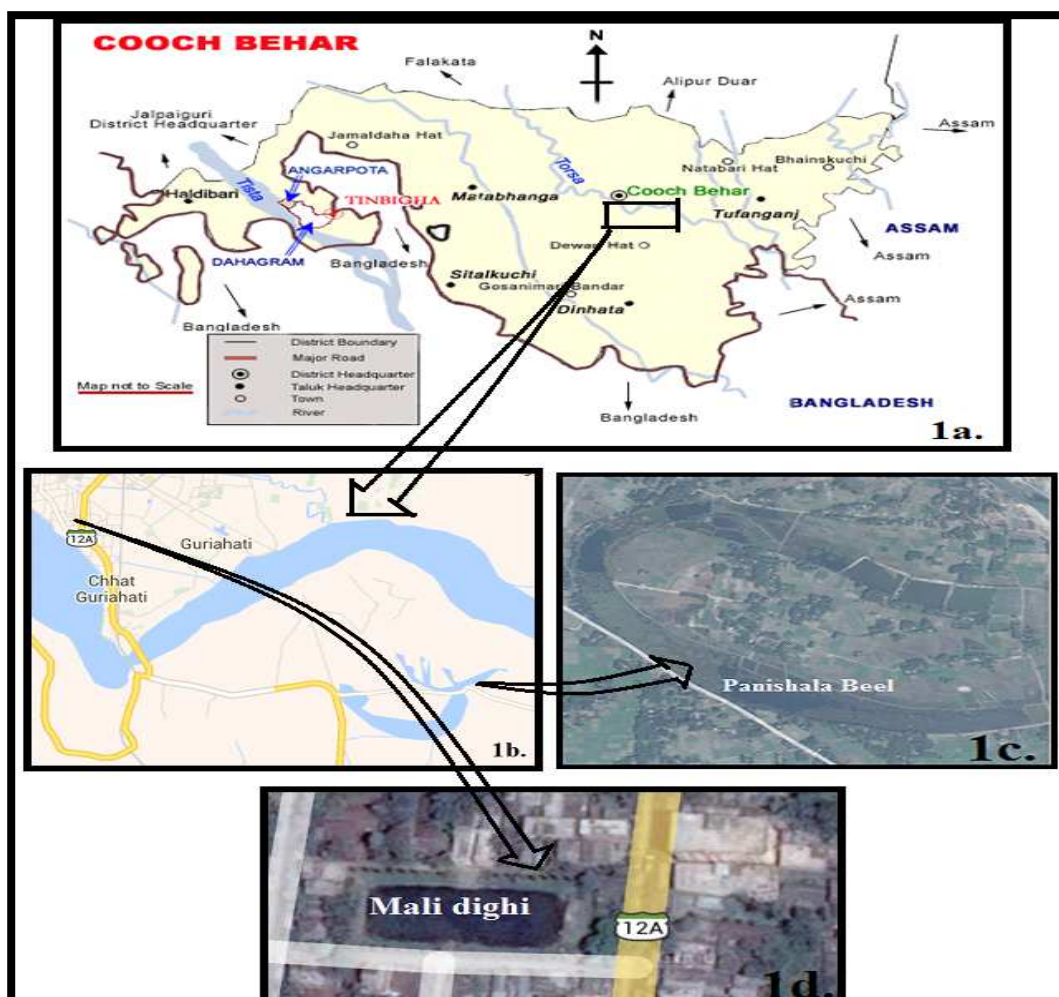 COOCH BEHAR
N
Falakata
Alipur Duar
Jalpaiguri
District Headquarter
Assam
Jamaldaha Hat
Natabari Hat
Bhainskuchi
ANGARPOTA
Torsa
Haldibari
Tista
TINBIGHA
Matabhanga
Cooch Behar
Tufanganj
ASSAM
Dewan Hat
DAHAGRAM
Bangladesh
Assam
Sitalkuchi
Gosanimari Bandar
Assam
Dinhata
Bangladesh
District Boundary
Major Road
District Headquarter
Map not to Scale
Taluk Headquarter
Town
River
Bangladesh
BANGLADESH
1a.
12A
Guriahati
Chhat
Guriahati
1b.
Panishala Beel
1c.
Mali dighi
12A
1d.